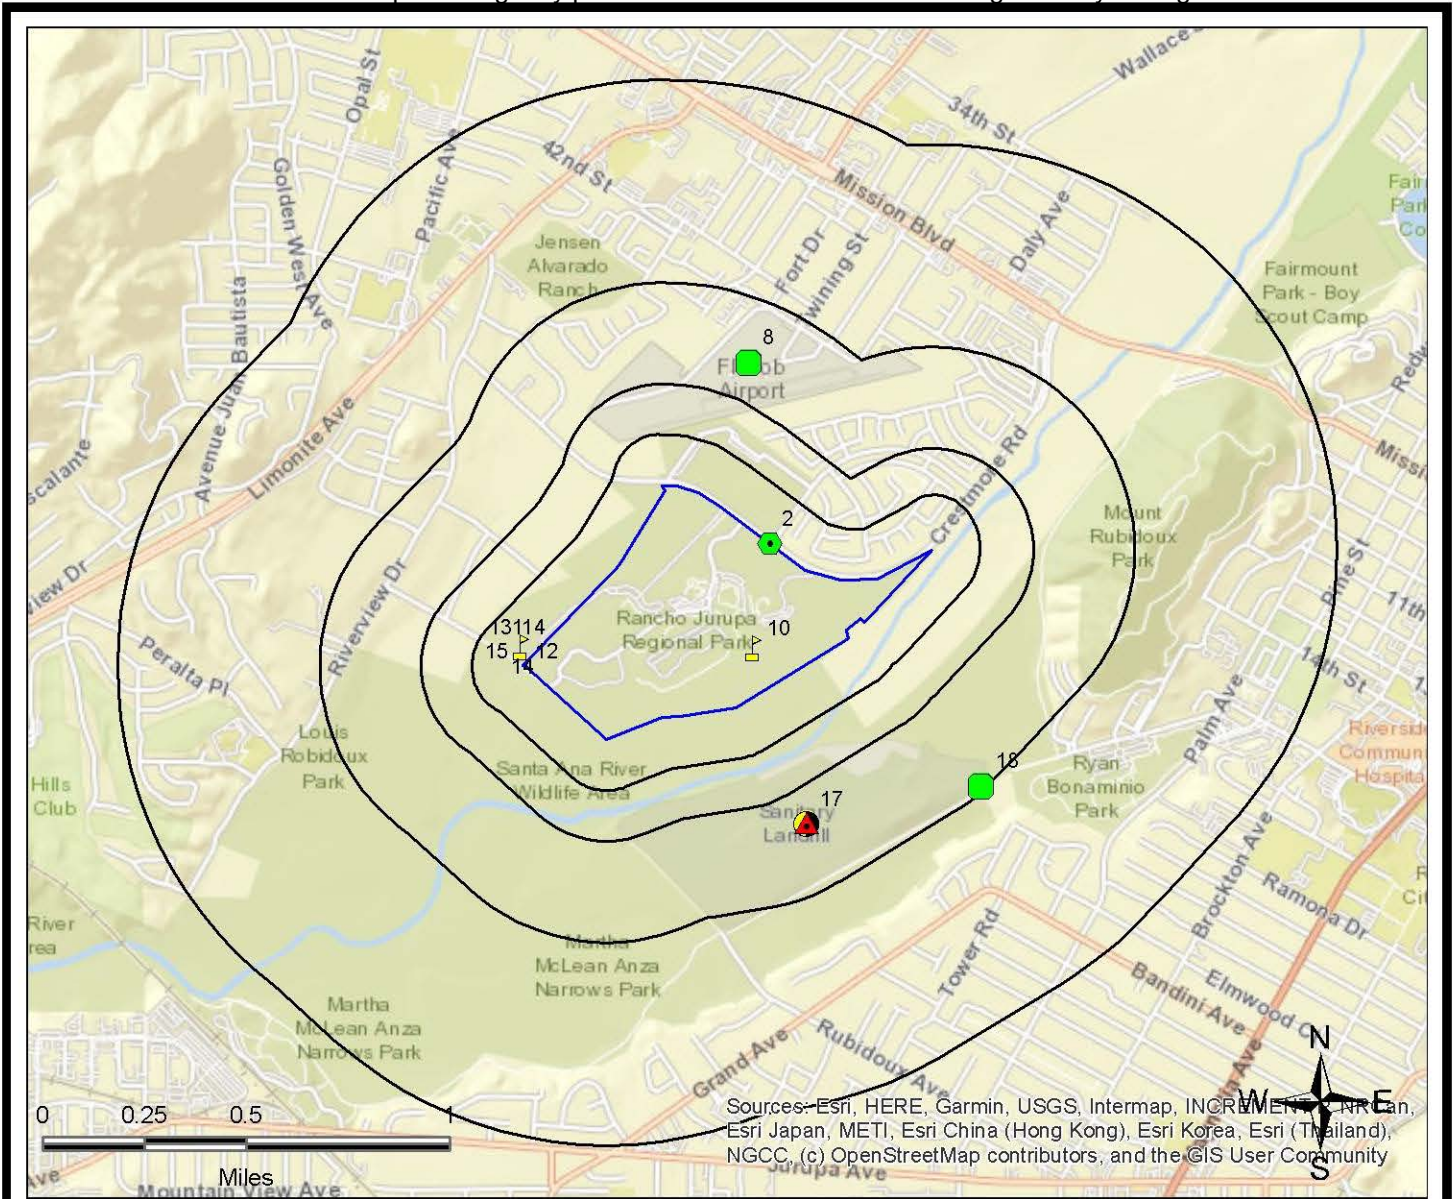 Wallace
Opal St
34th St
42nd St
Pacific Ave
Golden West Ave
Mission Blvd
Daly Ave
Jensen
Alvarado
Ranch
Fort Dr
Twining St
Fairmount
Park - Boy
Scout Camp
Avenue Juan Bautista
8
Airport
Limonite Ave
Crestmore Rd
Mount
Rubidoux
Park
2
View Dr
Riverview Dr
Pine St
11th
Rancho Jurupa
Regional Park
10
15
12
14
14th St
Peralta Pl
Palm Ave
Louis
Robidoux
Park
Hills
Club
Santa Ana River
Wildlife Area
18
Ryan
Bonaminio
Park
17
Sanitary
Landfill
Brockton Ave
Ramona Dr
River
Martha
McLean Anza
Narrows Park
Tower Rd
Bandini Ave
Elmwood C
Martha
McLean Anza
Narrows Park
Grand Ave
Rubidoux Ave
N
W E
S
0 0.25 0.5 1
Miles
Sources: Esri, HERE, Garmin, USGS, Intermap,
Esri Japan, METI, Esri China (Hong Kong), Esri Korea, Esri (Thailand),
NGCC, (c) OpenStreetMap contributors, and the GIS User Community
Jurupa Ave
Mountain View Ave